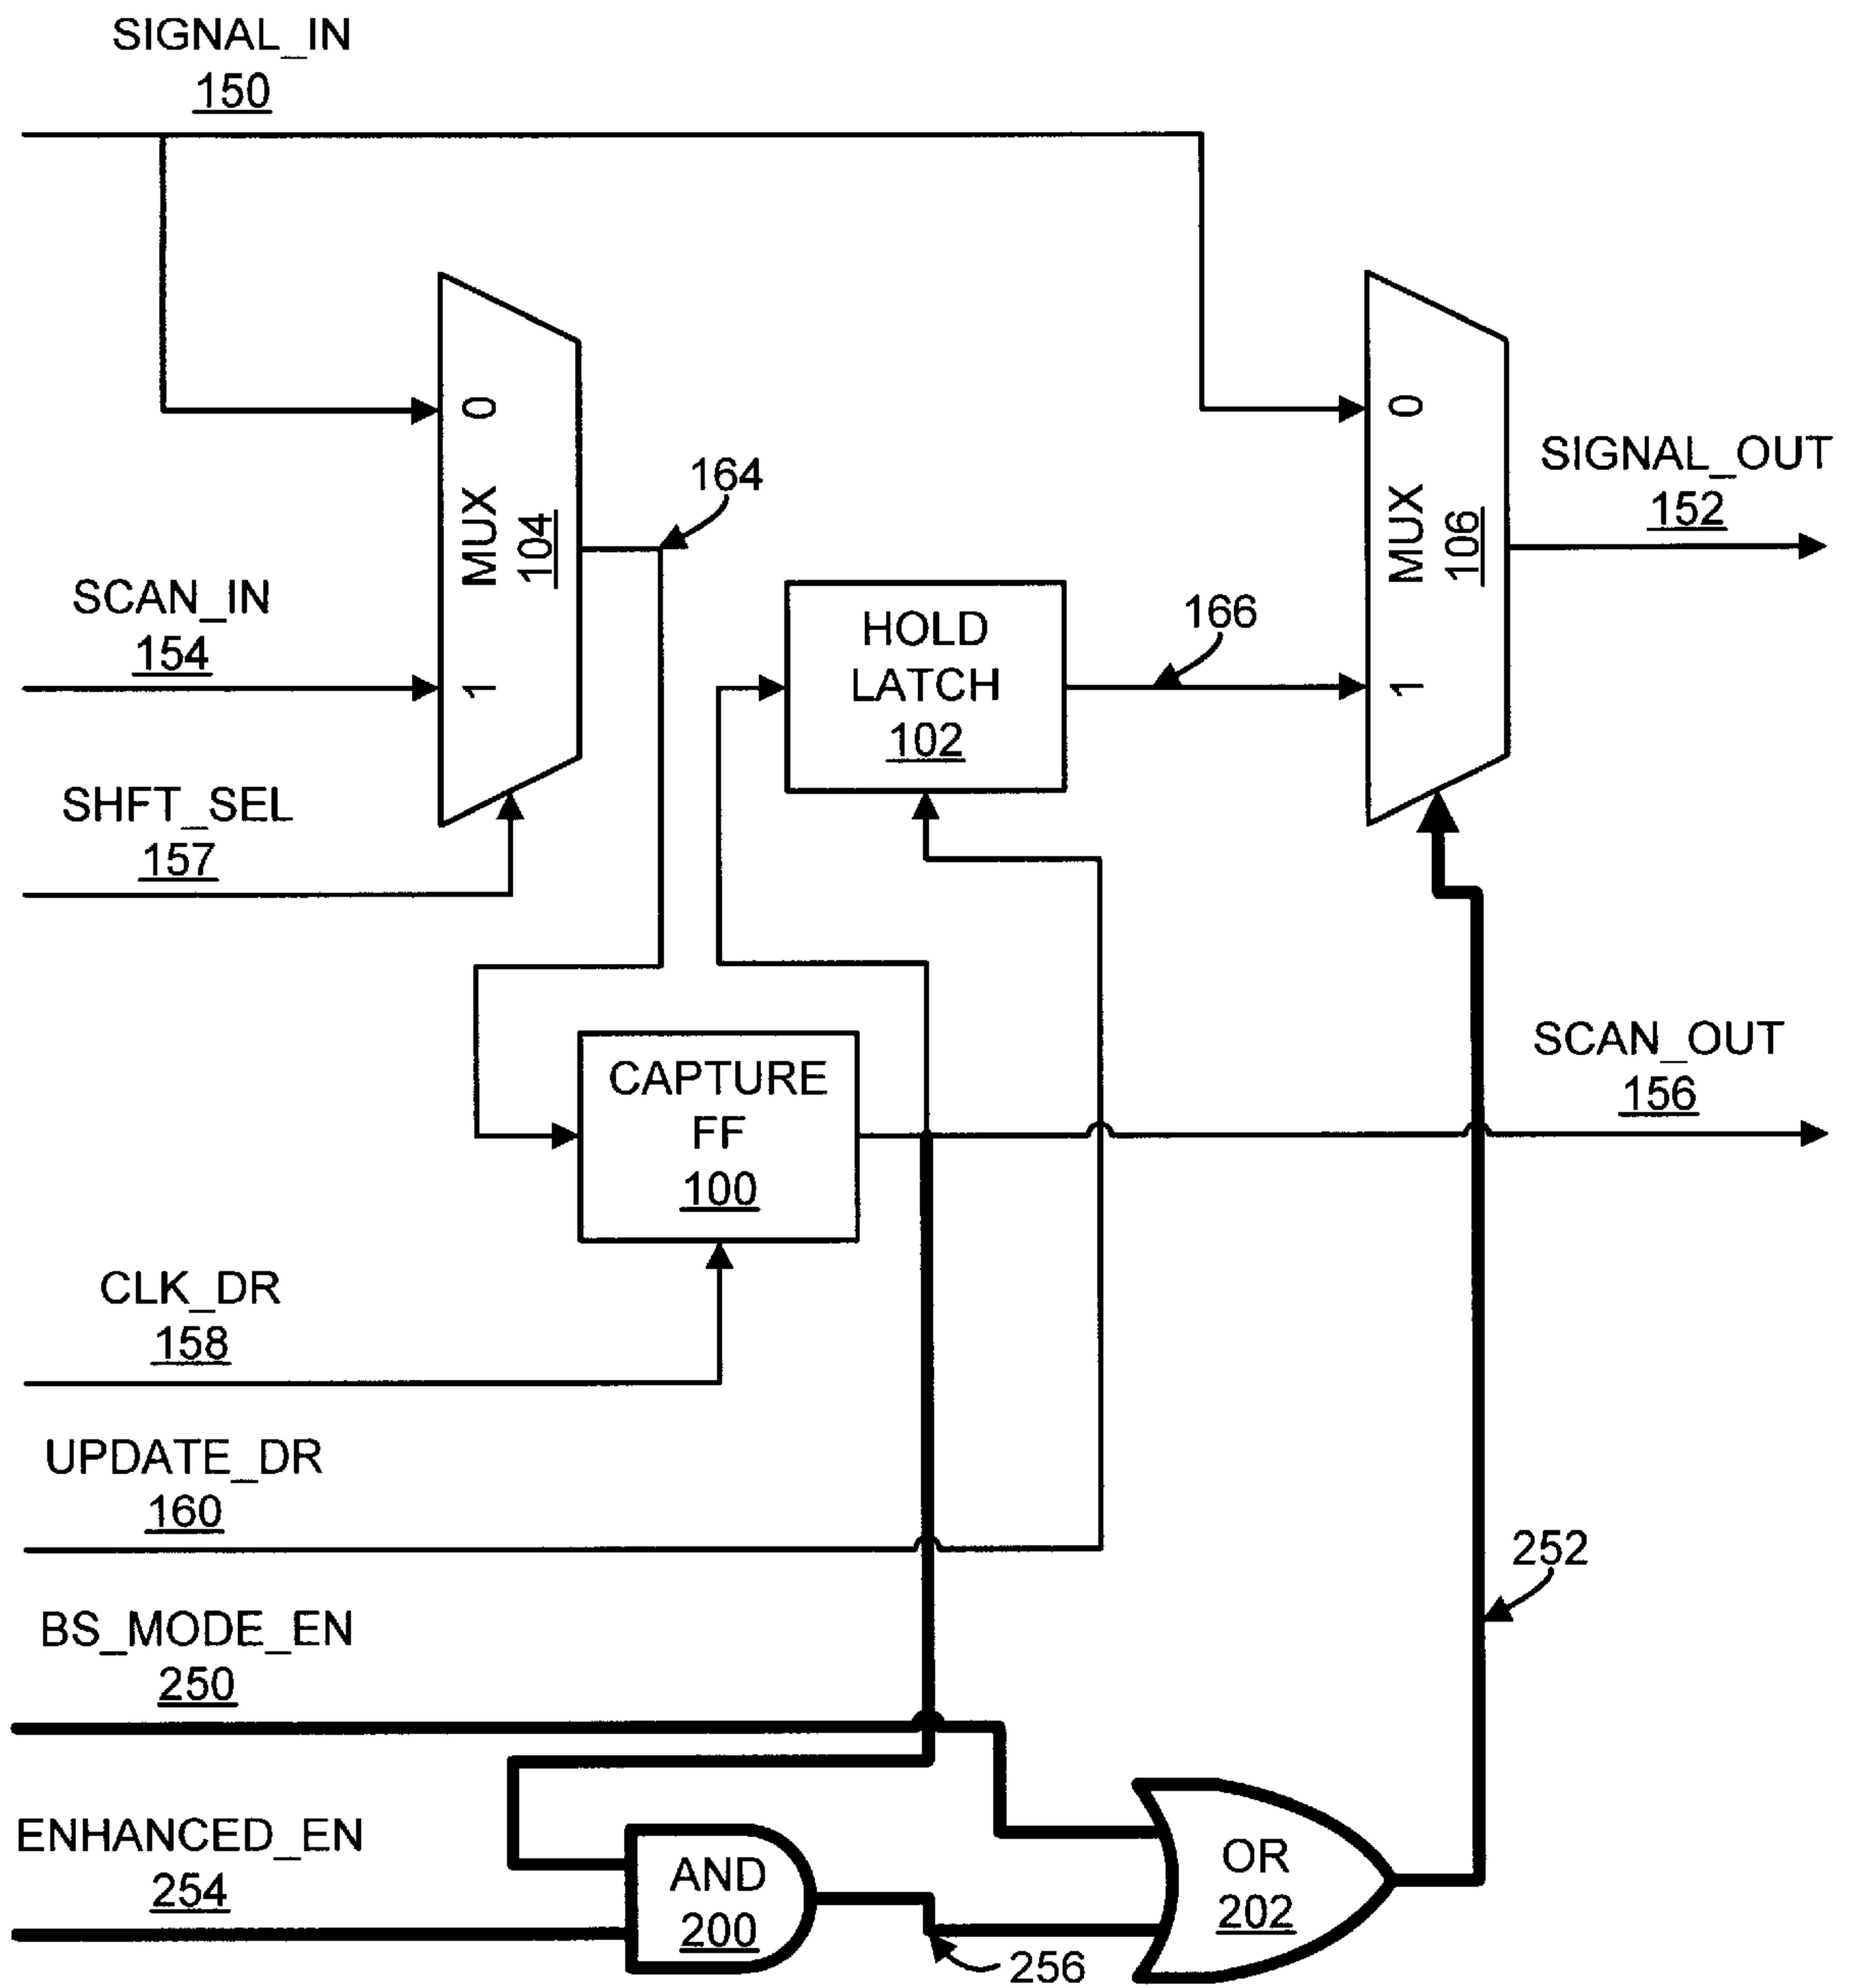 SIGNAL_IN
150
0
MUX
104
1
164
0
MUX
106
1
SIGNAL_OUT
152
SCAN_IN
154
HOLD
LATCH
102
166
SHFT_SEL
157
CAPTURE
FF
100
SCAN_OUT
156
CLK_DR
158
UPDATE_DR
160
252
BS_MODE_EN
250
ENHANCED_EN
254
AND
200
OR
202
256